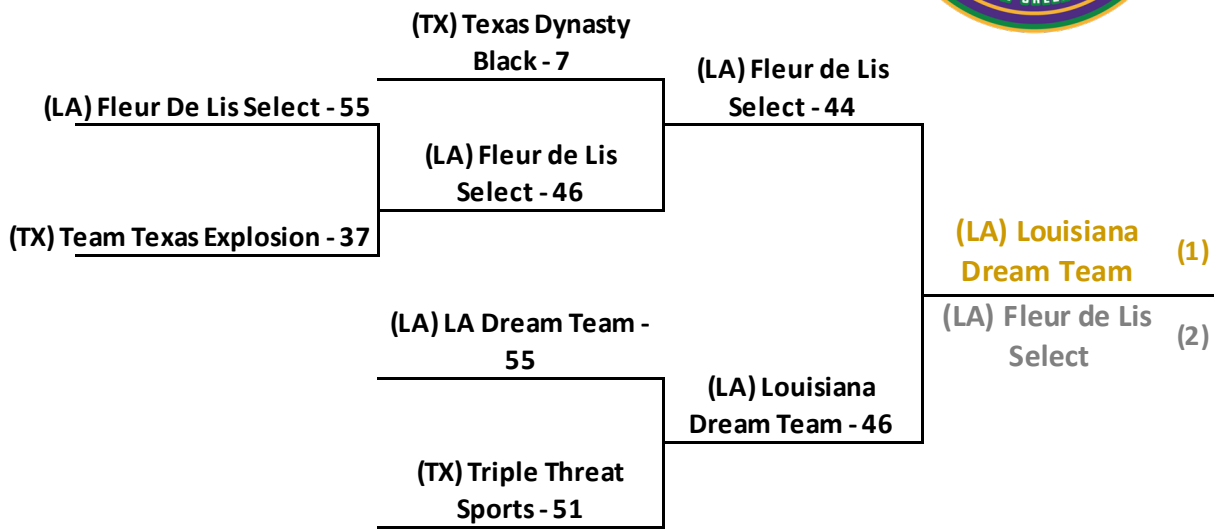 (TX) Texas Dynasty
Black - 7
(LA) Fleur de Lis
Select - 44
(LA) Fleur De Lis Select - 55
(LA) Fleur de Lis
Select - 46
(TX) Team Texas Explosion - 37
(LA) Louisiana
Dream Team (1)
(LA) Fleur de Lis
Select (2)
(LA) LA Dream Team -
55
(LA) Louisiana
Dream Team - 46
(TX) Triple Threat
Sports - 51